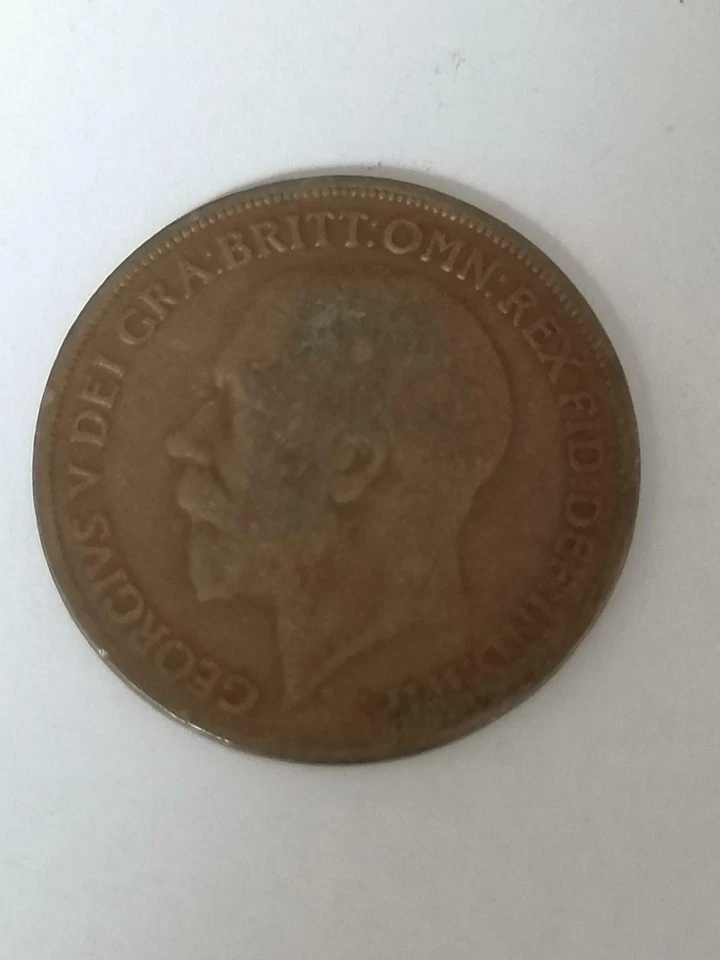 GEORGIVS V DEI GRA: BRITT: OMN: REX FID: DEF: IND: IMP: